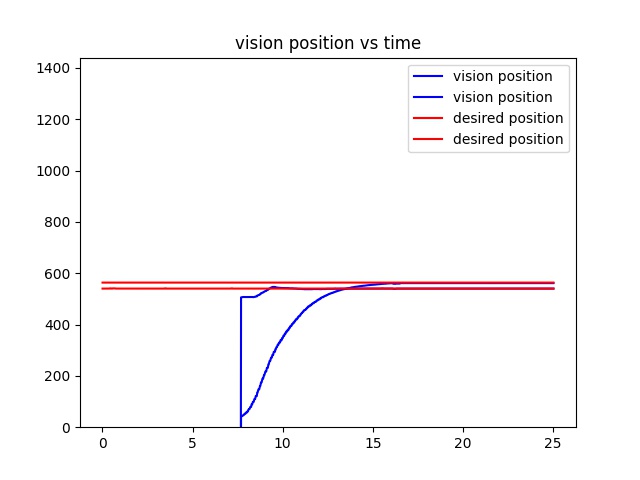 vision position vs time
1400
1200
1000
800
600
400
200
0
vision position
vision position
desired position
desired position
0 5 10 15 20 25